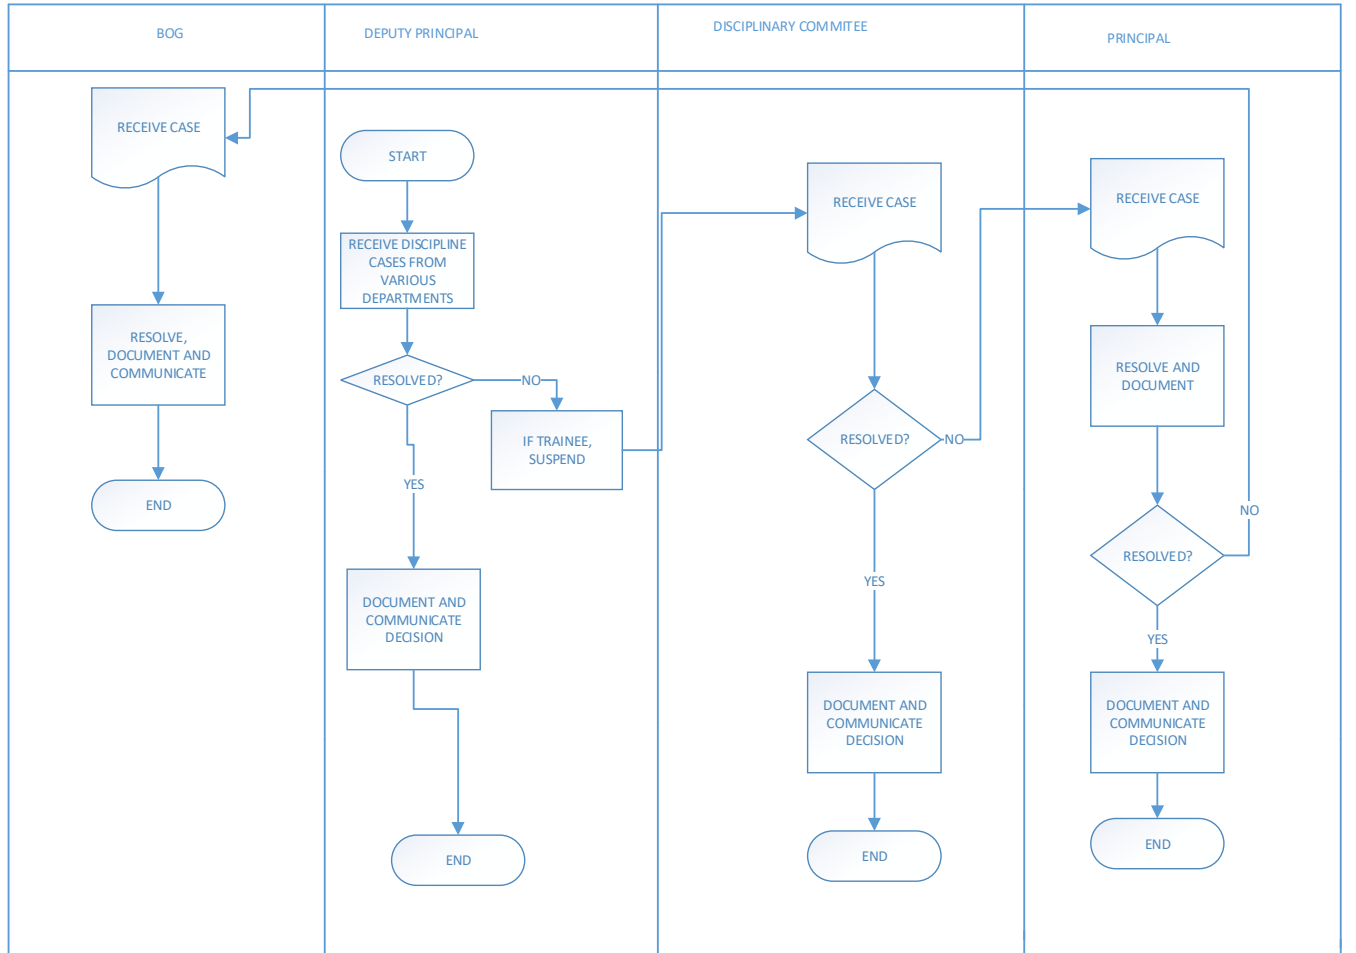 BOG
DEPUTY PRINCIPAL
DISCIPLINARY COMMITEE
PRINCIPAL
RECEIVE CASE
RESOLVE,
DOCUMENT AND
COMMUNICATE
END
START
RECEIVE DISCIPLINE
CASES FROM
VARIOUS
DEPARTMENTS
RESOLVED?
NO
IF TRAINEE,
SUSPEND
YES
DOCUMENT AND
COMMUNICATE
DECISION
END
RECEIVE CASE
RESOLVED?
NO
YES
DOCUMENT AND
COMMUNICATE
DECISION
END
RECEIVE CASE
RESOLVE AND
DOCUMENT
RESOLVED?
NO
YES
DOCUMENT AND
COMMUNICATE
DECISION
END